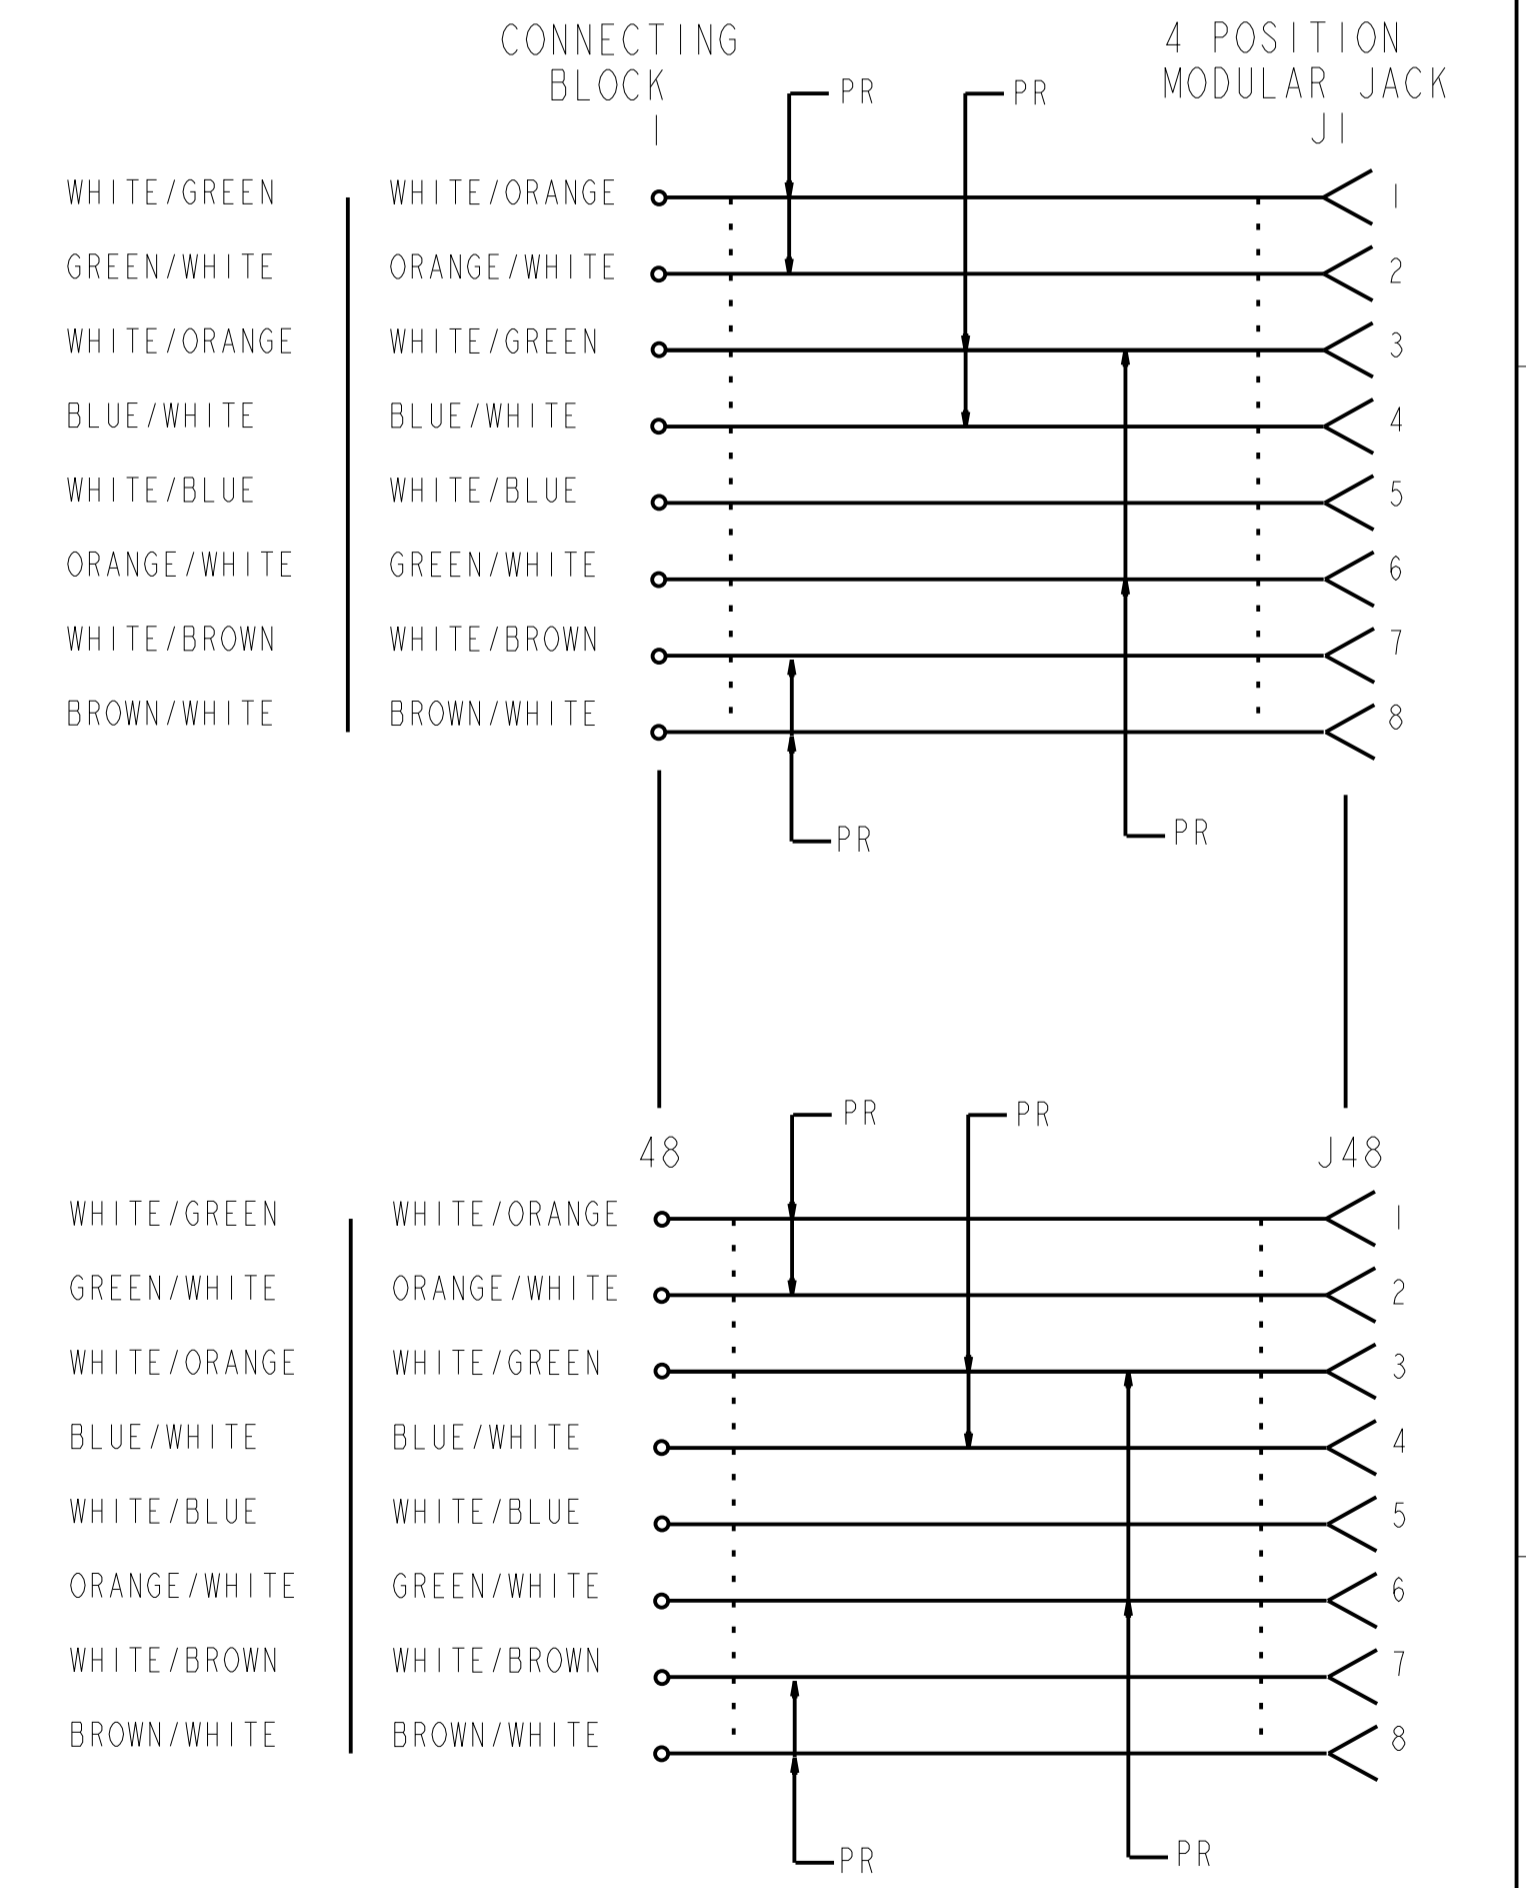 CONNECTING
BLOCK
1
4 POSITION
MODULAR JACK
J1
PR
PR
WHITE/GREEN WHITE/ORANGE 1
GREEN/WHITE ORANGE/WHITE 2
WHITE/ORANGE WHITE/GREEN 3
BLUE/WHITE BLUE/WHITE 4
WHITE/BLUE WHITE/BLUE 5
ORANGE/WHITE GREEN/WHITE 6
WHITE/BROWN WHITE/BROWN 7
BROWN/WHITE BROWN/WHITE 8
PR
PR
PR
PR
48
J48
WHITE/GREEN WHITE/ORANGE 1
GREEN/WHITE ORANGE/WHITE 2
WHITE/ORANGE WHITE/GREEN 3
BLUE/WHITE BLUE/WHITE 4
WHITE/BLUE WHITE/BLUE 5
ORANGE/WHITE GREEN/WHITE 6
WHITE/BROWN WHITE/BROWN 7
BROWN/WHITE BROWN/WHITE 8
PR
PR